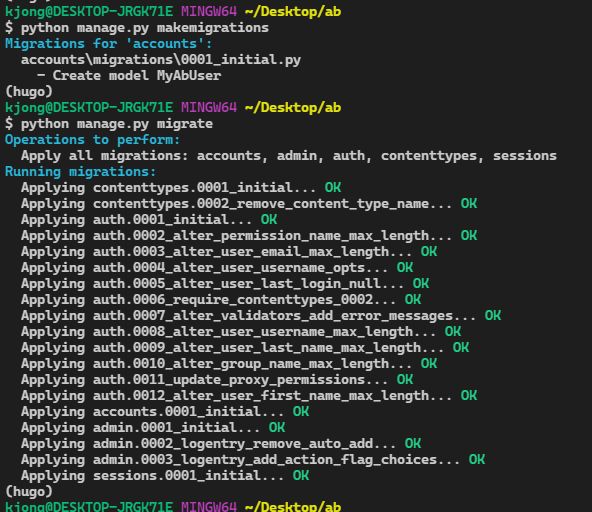 (hugo)
kjong@DESKTOP-JRGK71E MINGW64 ~/Desktop/ab
$ python manage.py makemigrations
Migrations for 'accounts':
  accounts\migrations\0001_initial.py
    - Create model MyAbUser
(hugo)
kjong@DESKTOP-JRGK71E MINGW64 ~/Desktop/ab
$ python manage.py migrate
Operations to perform:
  Apply all migrations: accounts, admin, auth, contenttypes, sessions
Running migrations:
  Applying contenttypes.0001_initial... OK
  Applying contenttypes.0002_remove_content_type_name... OK
  Applying auth.0001_initial... OK
  Applying auth.0002_alter_permission_name_max_length... OK
  Applying auth.0003_alter_user_email_max_length... OK
  Applying auth.0004_alter_user_username_opts... OK
  Applying auth.0005_alter_user_last_login_null... OK
  Applying auth.0006_require_contenttypes_0002... OK
  Applying auth.0007_alter_validators_add_error_messages... OK
  Applying auth.0008_alter_user_username_max_length... OK
  Applying auth.0009_alter_user_last_name_max_length... OK
  Applying auth.0010_alter_group_name_max_length... OK
  Applying auth.0011_update_proxy_permissions... OK
  Applying auth.0012_alter_user_first_name_max_length... OK
  Applying accounts.0001_initial... OK
  Applying admin.0001_initial... OK
  Applying admin.0002_logentry_remove_auto_add... OK
  Applying admin.0003_logentry_add_action_flag_choices... OK
  Applying sessions.0001_initial... OK
(hugo)
kjong@DESKTOP-JRGK71E MINGW64 ~/Desktop/ab